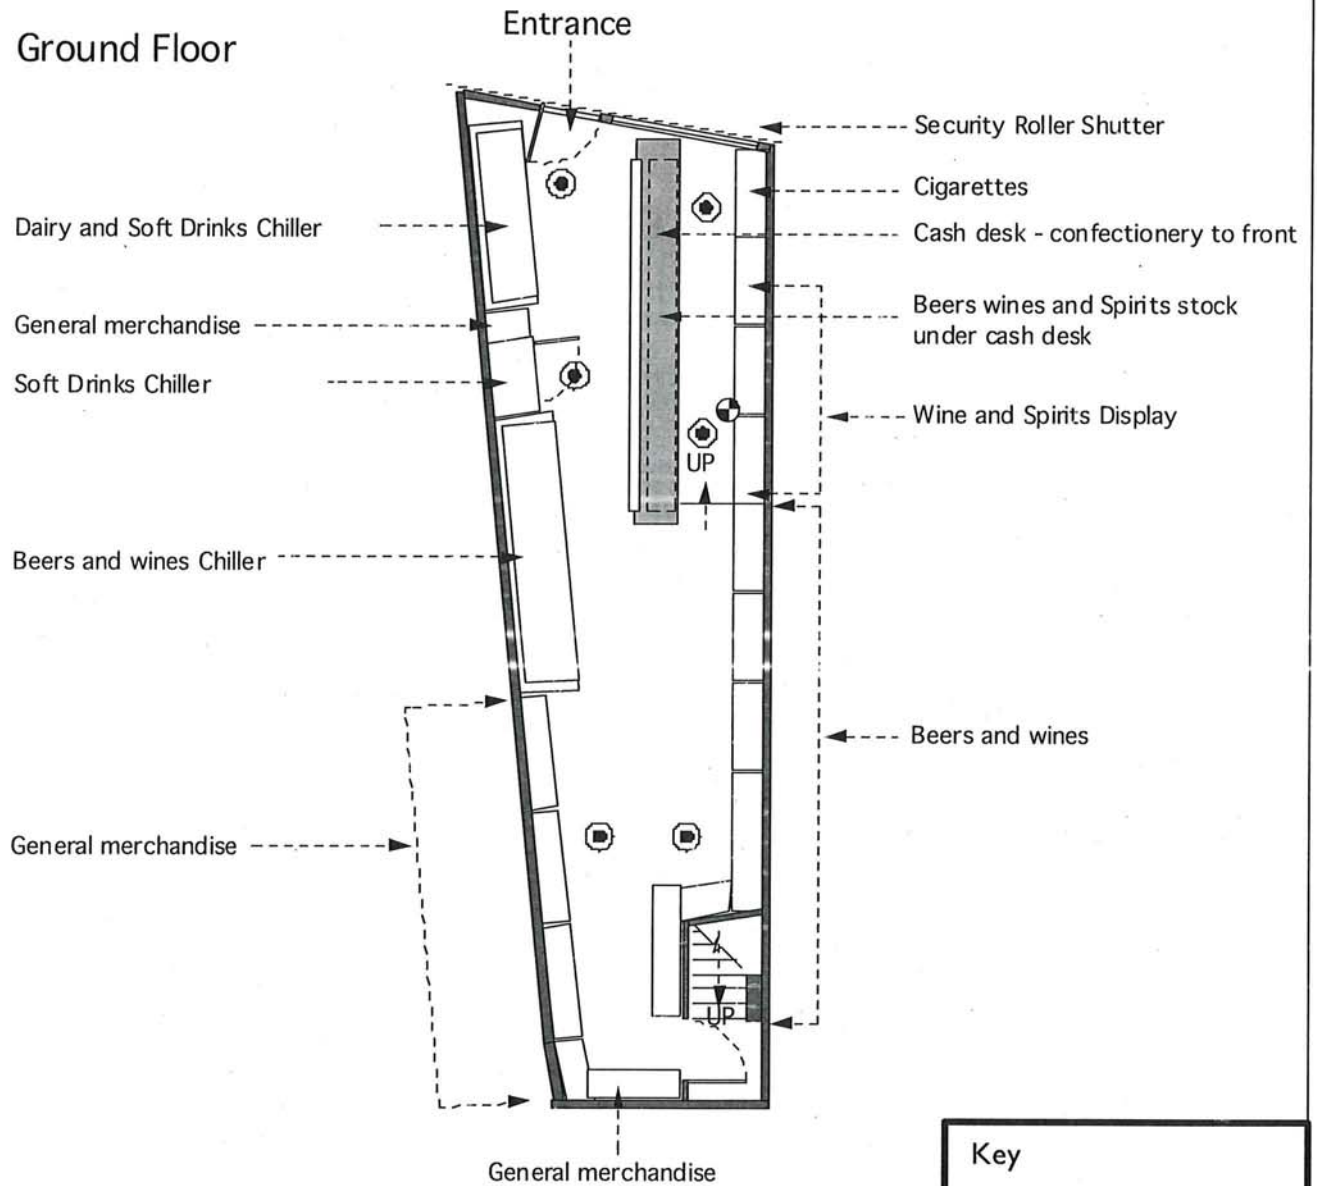 Ground Floor
Entrance
Security Roller Shutter
Cigarettes
Dairy and Soft Drinks Chiller
Cash desk - confectionery to front
General merchandise
Beers wines and Spirits stock
under cash desk
Soft Drinks Chiller
Wine and Spirits Display
UP
Beers and wines Chiller
Beers and wines
General merchandise
UP
General merchandise
Key